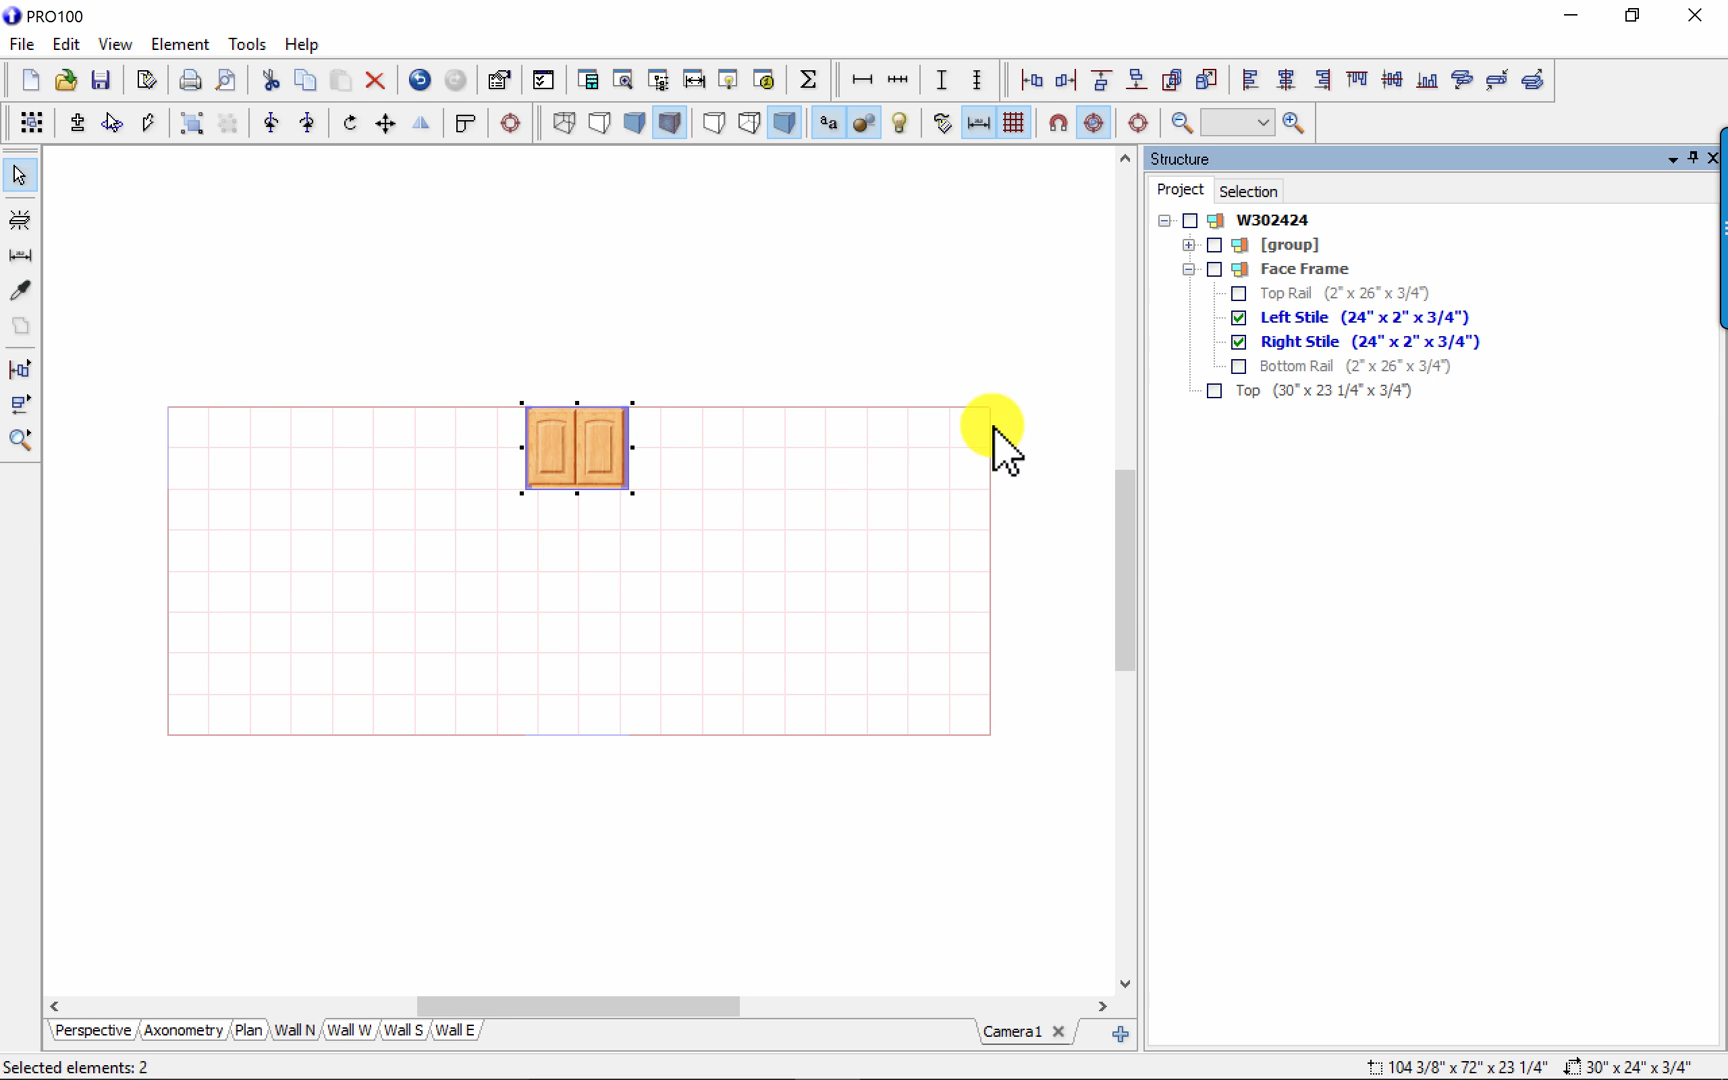 PRO100
File Edit View Element Tools Help
aa
Structure
Project Selection
W302424
[group]
Face Frame
Top Rail (2" x 26" x 3/4")
Left Stile (24" x 2" x 3/4")
Right Stile (24" x 2" x 3/4")
Bottom Rail (2" x 26" x 3/4")
Top (30" x 23 1/4" x 3/4")
Perspective Axonometry Plan Wall N Wall W Wall S Wall E Camera1
Selected elements: 2 104 3/8" x 72" x 23 1/4" 30" x 24" x 3/4"